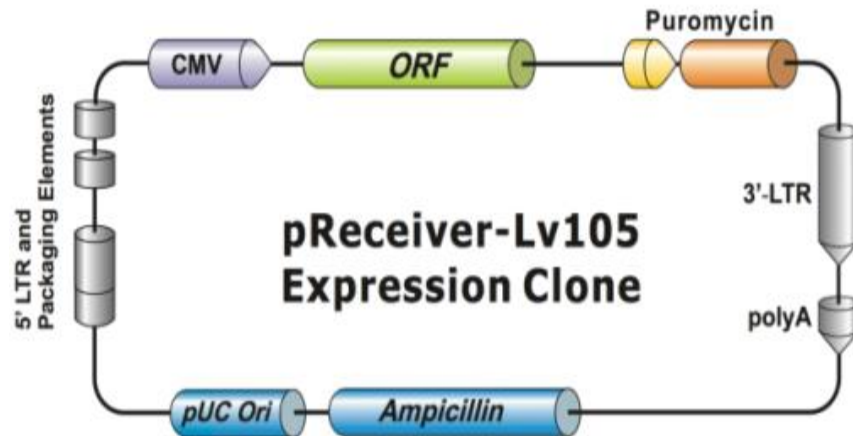 Puromycin
CMV
ORF
5' LTR and
Packaging Elements
3'-LTR
pReceiver-Lv105
Expression Clone
polyA
pUC Ori
Ampicillin